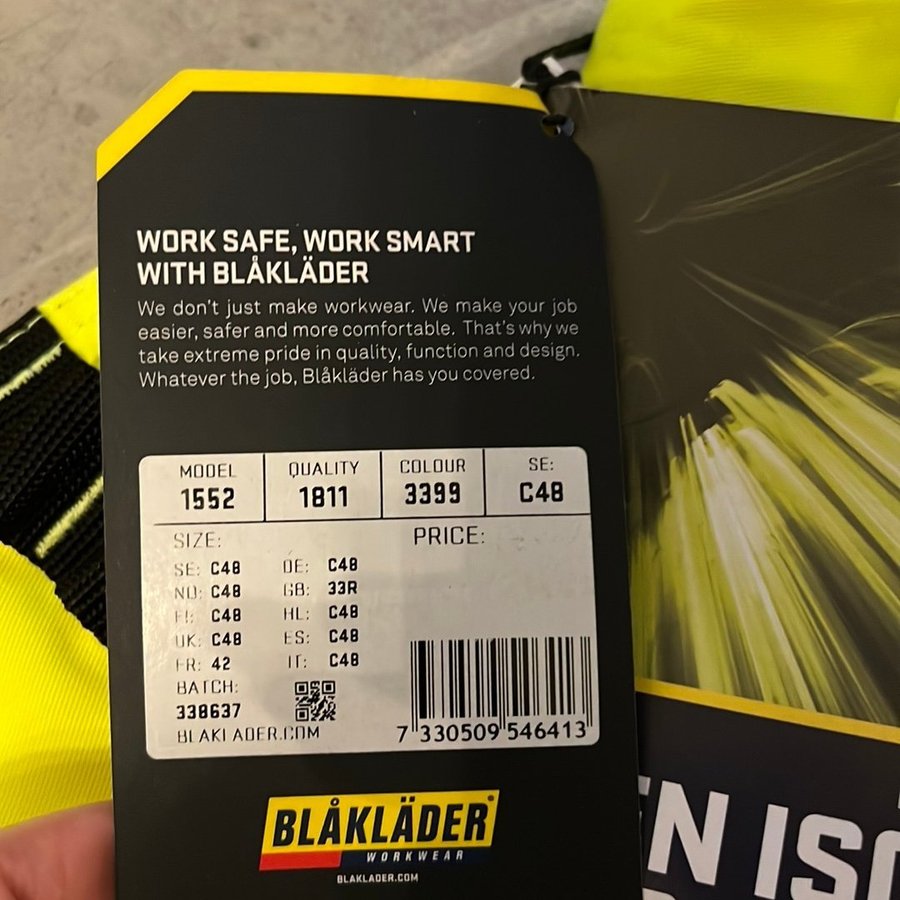 WORK SAFE, WORK SMART
WITH BLÅKLÄDER
We don't just make workwear. We make your job
easier, safer and more comfortable. That's why we
take extreme pride in quality, function and design.
Whatever the job, Blåkläder has you covered.
MODEL QUALITY COLOUR SE:
1552 1811 3399 C48
SIZE: PRICE:
SE: C48 DE: C48
NO: C48 GB: 33R
FI: C48 NL: C48
UK: C48 ES: C48
FR: 42 IT: C48
BATCH:
338637
BLAKLADER.COM
7 330509 546413
BLÅKLÄDER
WORKWEAR
BLAKLADER.COM
EN ISO